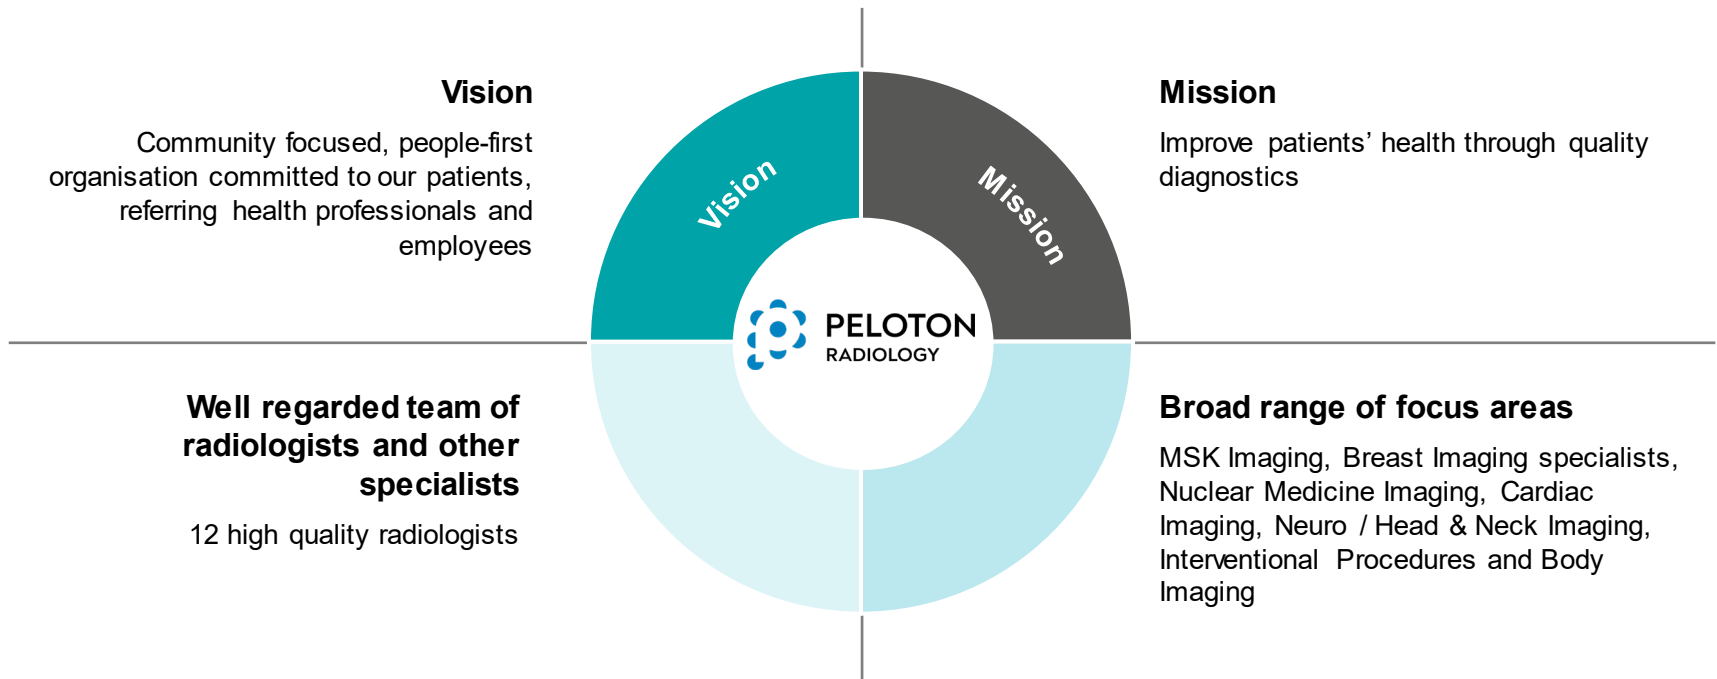 Vision
Community focused, people-first
organisation committed to our patients,
referring health professionals and
employees
Mission
Improve patients’ health through quality
diagnostics
Vision
Mission
PELOTON
RADIOLOGY
Well regarded team of
radiologists and other
specialists
12 high quality radiologists
Broad range of focus areas
MSK Imaging, Breast Imaging specialists,
Nuclear Medicine Imaging, Cardiac
Imaging, Neuro / Head & Neck Imaging,
Interventional Procedures and Body
Imaging